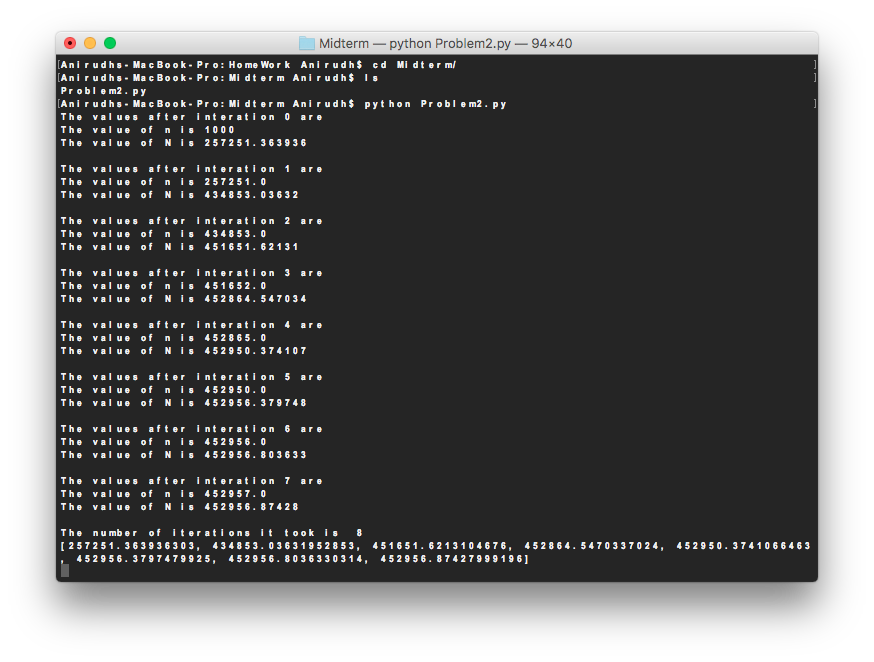 Midterm — python Problem2.py — 94×40
[Anirudhs-MacBook-Pro:HomeWork Anirudh$ cd Midterm/ ]
[Anirudhs-MacBook-Pro:Midterm Anirudh$ ls ]
Problem2.py
[Anirudhs-MacBook-Pro:Midterm Anirudh$ python Problem2.py ]
The values after interation 0 are
The value of n is 1000
The value of N is 257251.363936
The values after interation 1 are
The value of n is 257251.0
The value of N is 434853.03632
The values after interation 2 are
The value of n is 434853.0
The value of N is 451651.62131
The values after interation 3 are
The value of n is 451652.0
The value of N is 452864.547034
The values after interation 4 are
The value of n is 452865.0
The value of N is 452950.374107
The values after interation 5 are
The value of n is 452950.0
The value of N is 452956.379748
The values after interation 6 are
The value of n is 452956.0
The value of N is 452956.803633
The values after interation 7 are
The value of n is 452957.0
The value of N is 452956.87428
The number of iterations it took is  8
[257251.363936303, 434853.03631952853, 451651.6213104676, 452864.5470337024, 452950.3741066463
, 452956.3797479925, 452956.8036330314, 452956.87427999196]